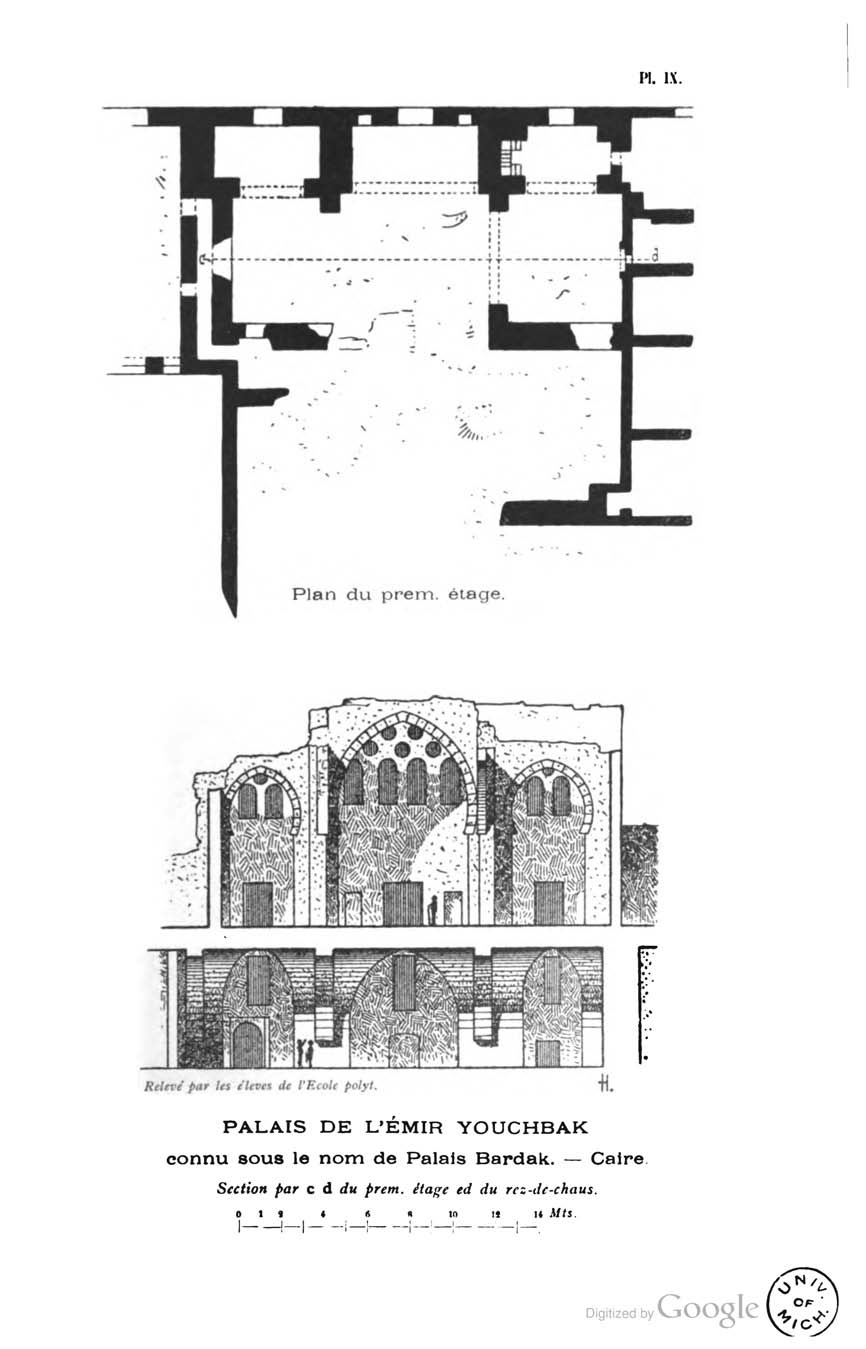 Pl. IX.
c
d
Plan du prem. étage.
Relevé par les élèves de l'Ecole polyt.
H.
PALAIS DE L'ÉMIR YOUCHBAK
connu sous le nom de Palais Bardak. — Caire.
Section par c d du prem. étage ed du rez-de-chaus.
0 1 2 4 6 8 10 12 14 Mts.
Digitized by Google
UNIV. OF MICH.